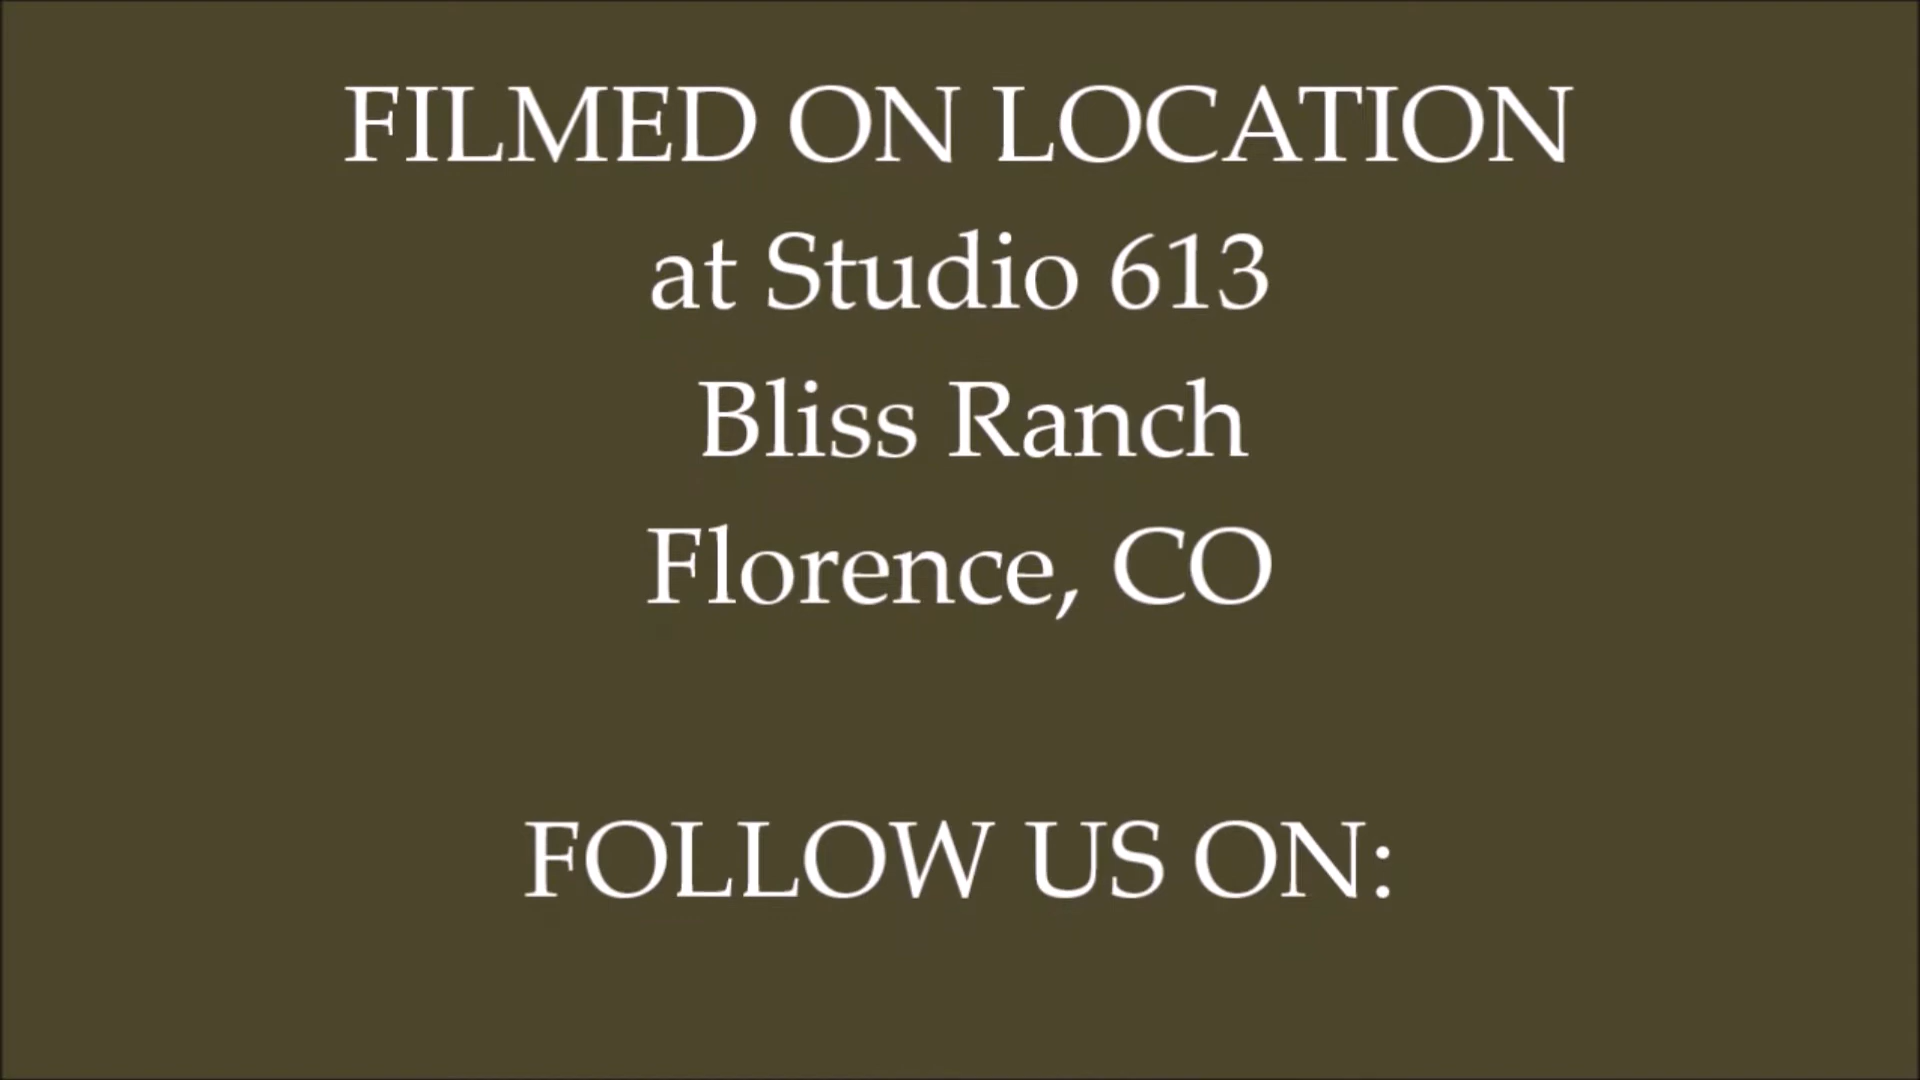 FILMED ON LOCATION
at Studio 613
Bliss Ranch
Florence, CO
FOLLOW US ON: